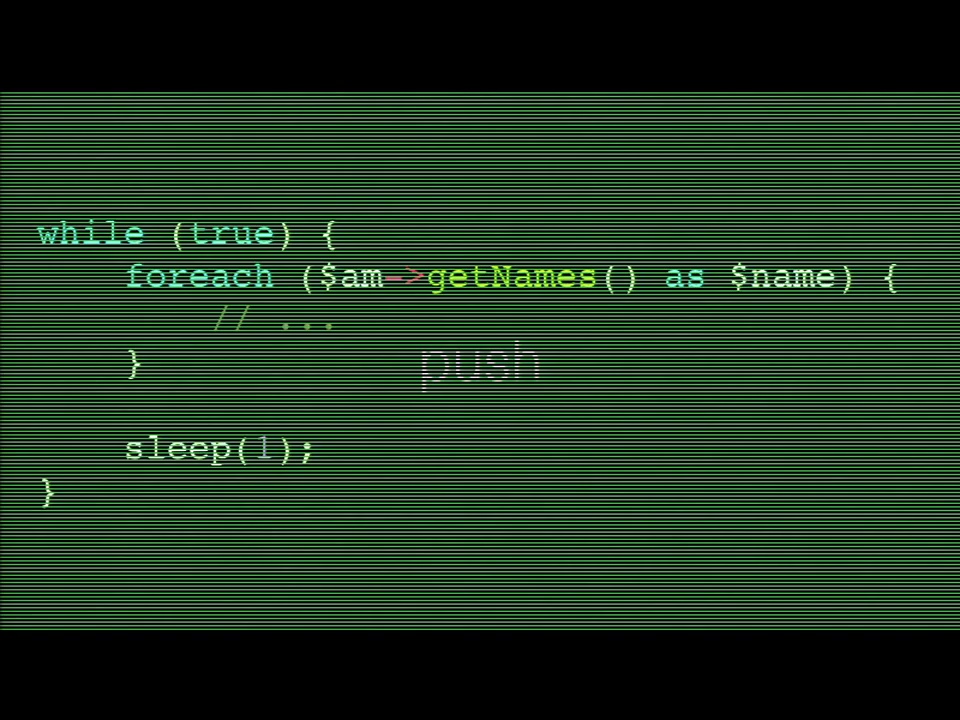 while (true) {
    foreach ($am->getNames() as $name) {
        // ...
    }
push
    sleep(1);
}